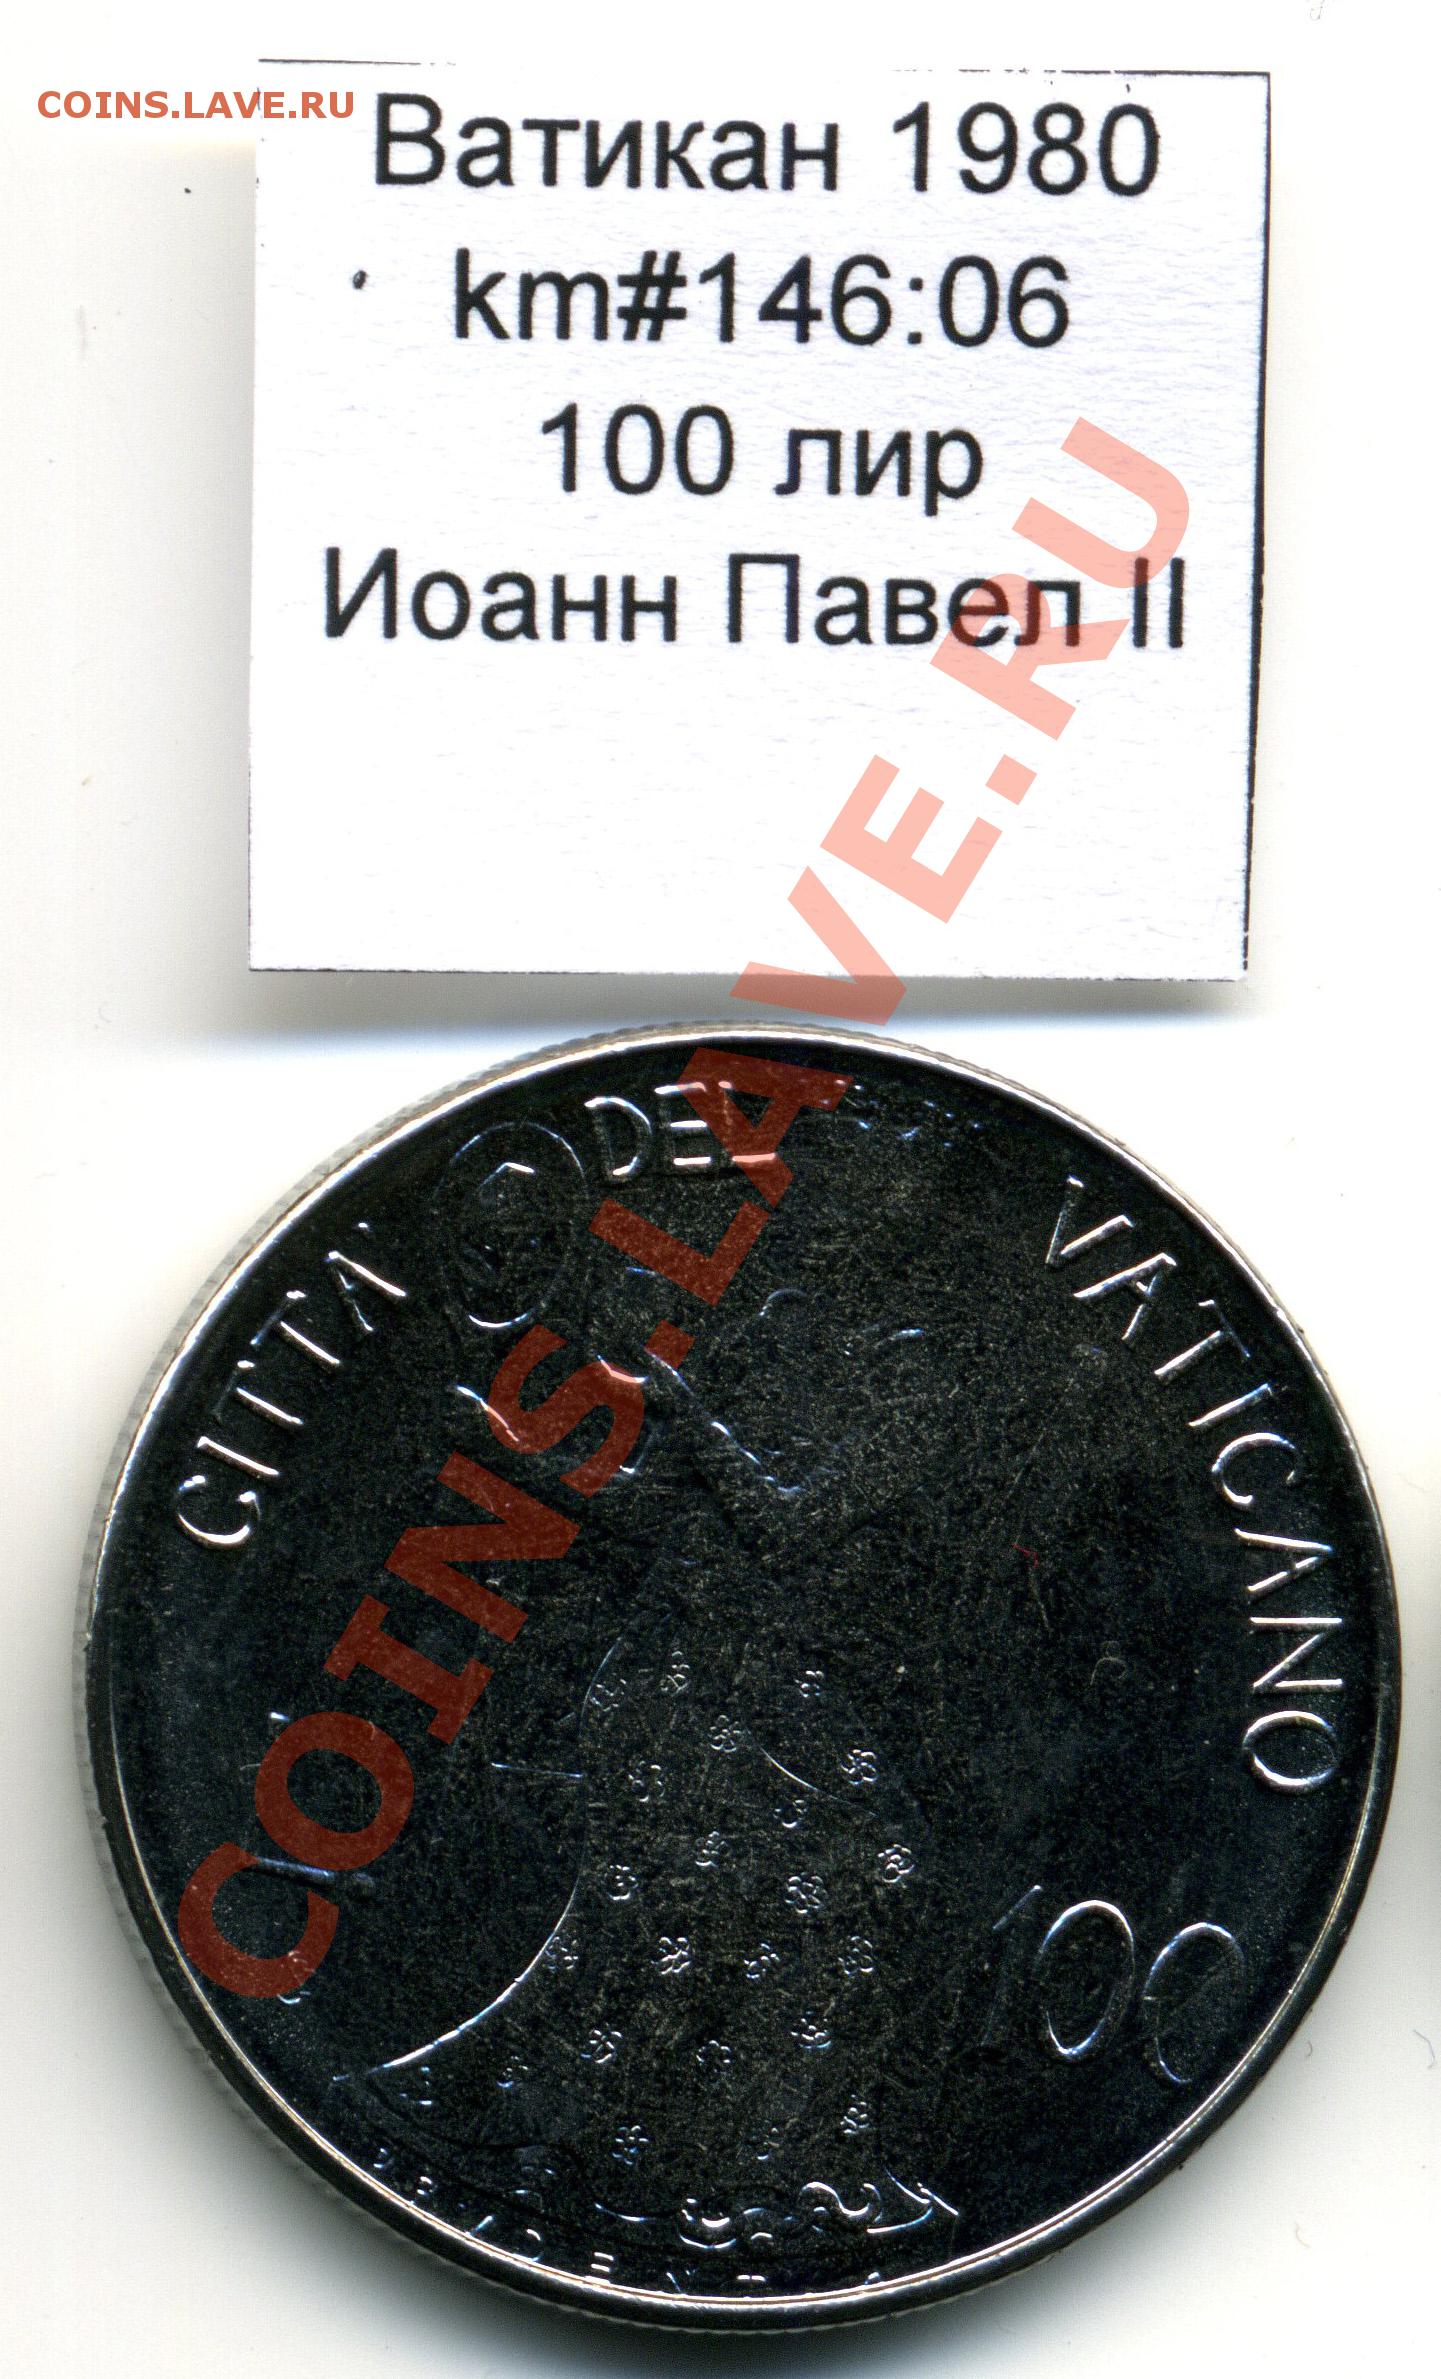 COINS.LAVE.RU
Ватикан 1980
km#146:06
100 лир
Иоанн Павел II
COINS.LAVE.RU
CITTA' DEL VATICANO
100